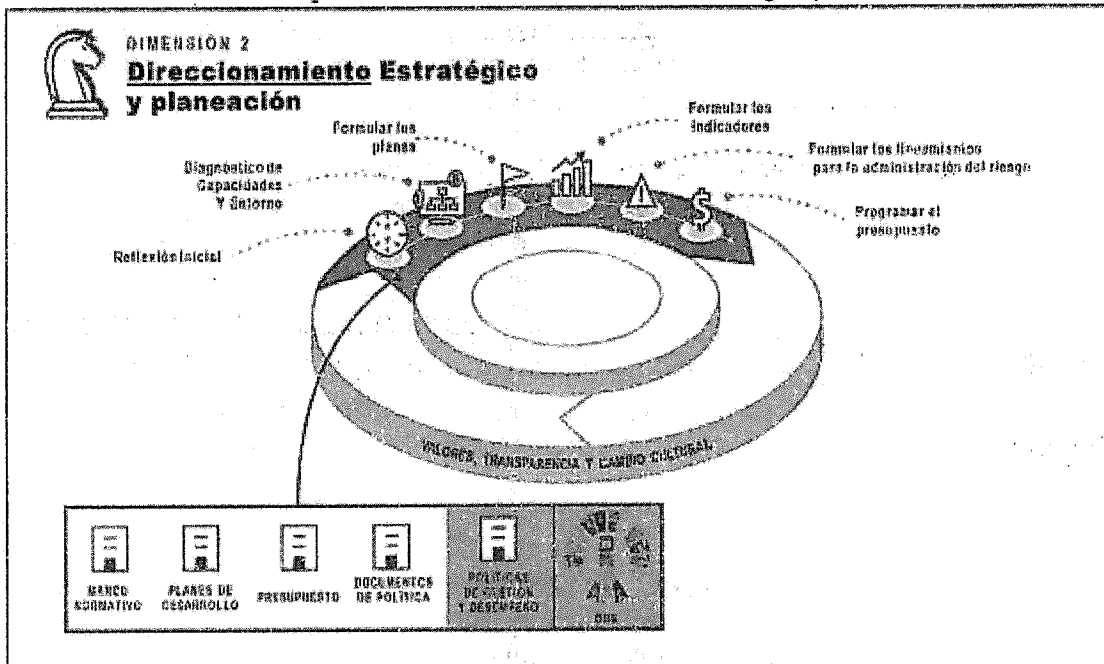 DIMENSIÓN 2
Direccionamiento Estratégico
y planeación
Formular los
planes
Formular los
indicadores
Diagnóstico de
Capacidades
Y Entorno
Formular los lineamientos
para la administración del riesgo
Reflexión Inicial
Programar el
presupuesto
VALORES, TRANSPARENCIA Y CAMBIO CULTURAL
MARCO
NORMATIVO
PLANES DE
DESARROLLO
PRESUPUESTO
DOCUMENTOS
DE POLÍTICA
POLÍTICAS
DE GESTIÓN
Y DESEMPEÑO